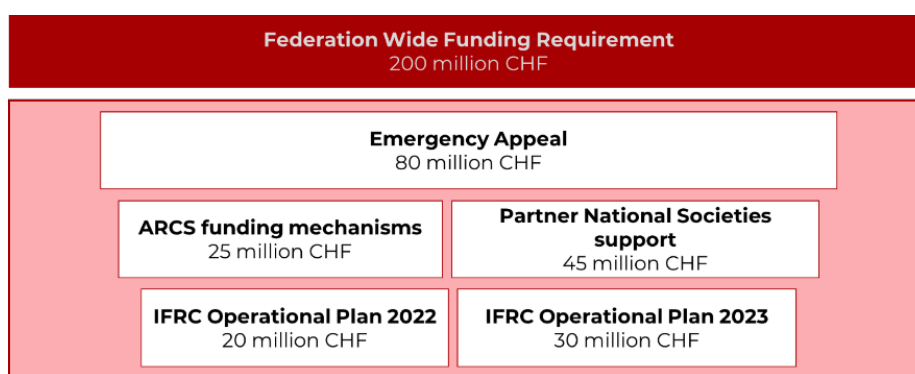 Federation Wide Funding Requirement
200 million CHF
Emergency Appeal
80 million CHF
ARCS funding mechanisms
25 million CHF
Partner National Societies
support
45 million CHF
IFRC Operational Plan 2022
20 million CHF
IFRC Operational Plan 2023
30 million CHF